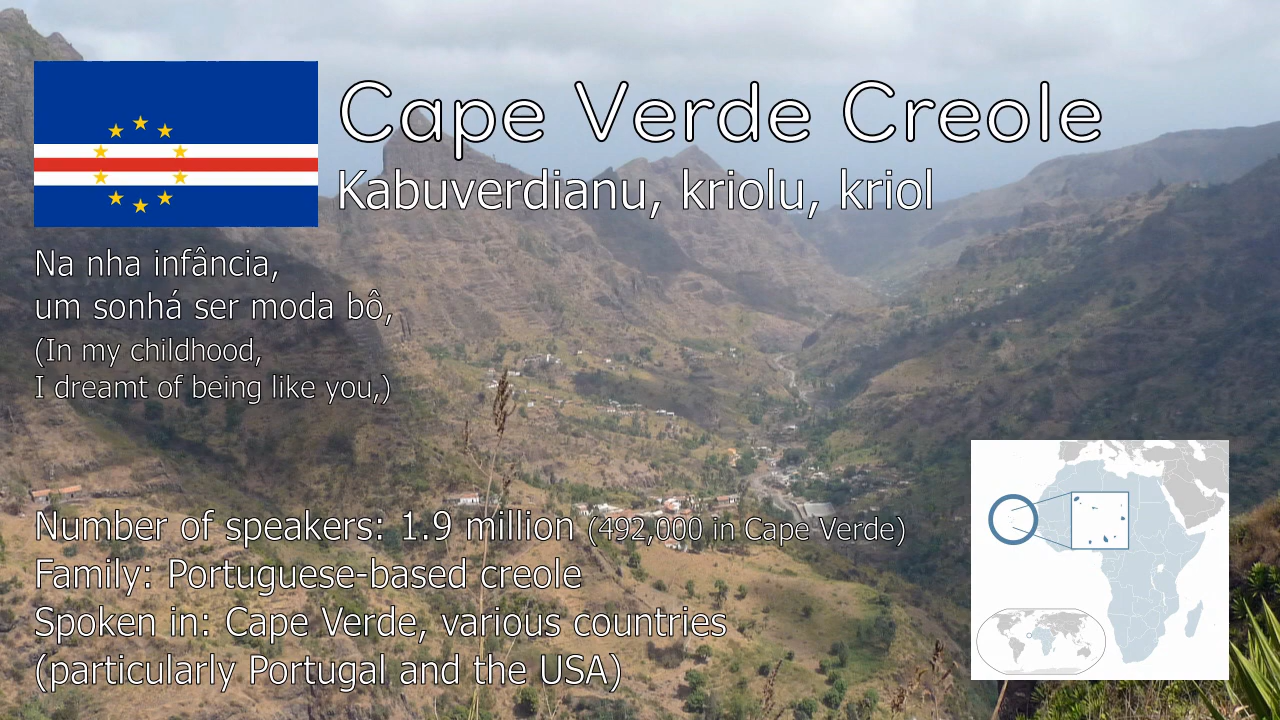 Cape Verde Creole
Kabuverdianu, kriolu, kriol
Na nha infância,
um sonhá ser moda bô,
(In my childhood,
I dreamt of being like you,)
Number of speakers: 1.9 million (492,000 in Cape Verde)
Family: Portuguese-based creole
Spoken in: Cape Verde, various countries
(particularly Portugal and the USA)